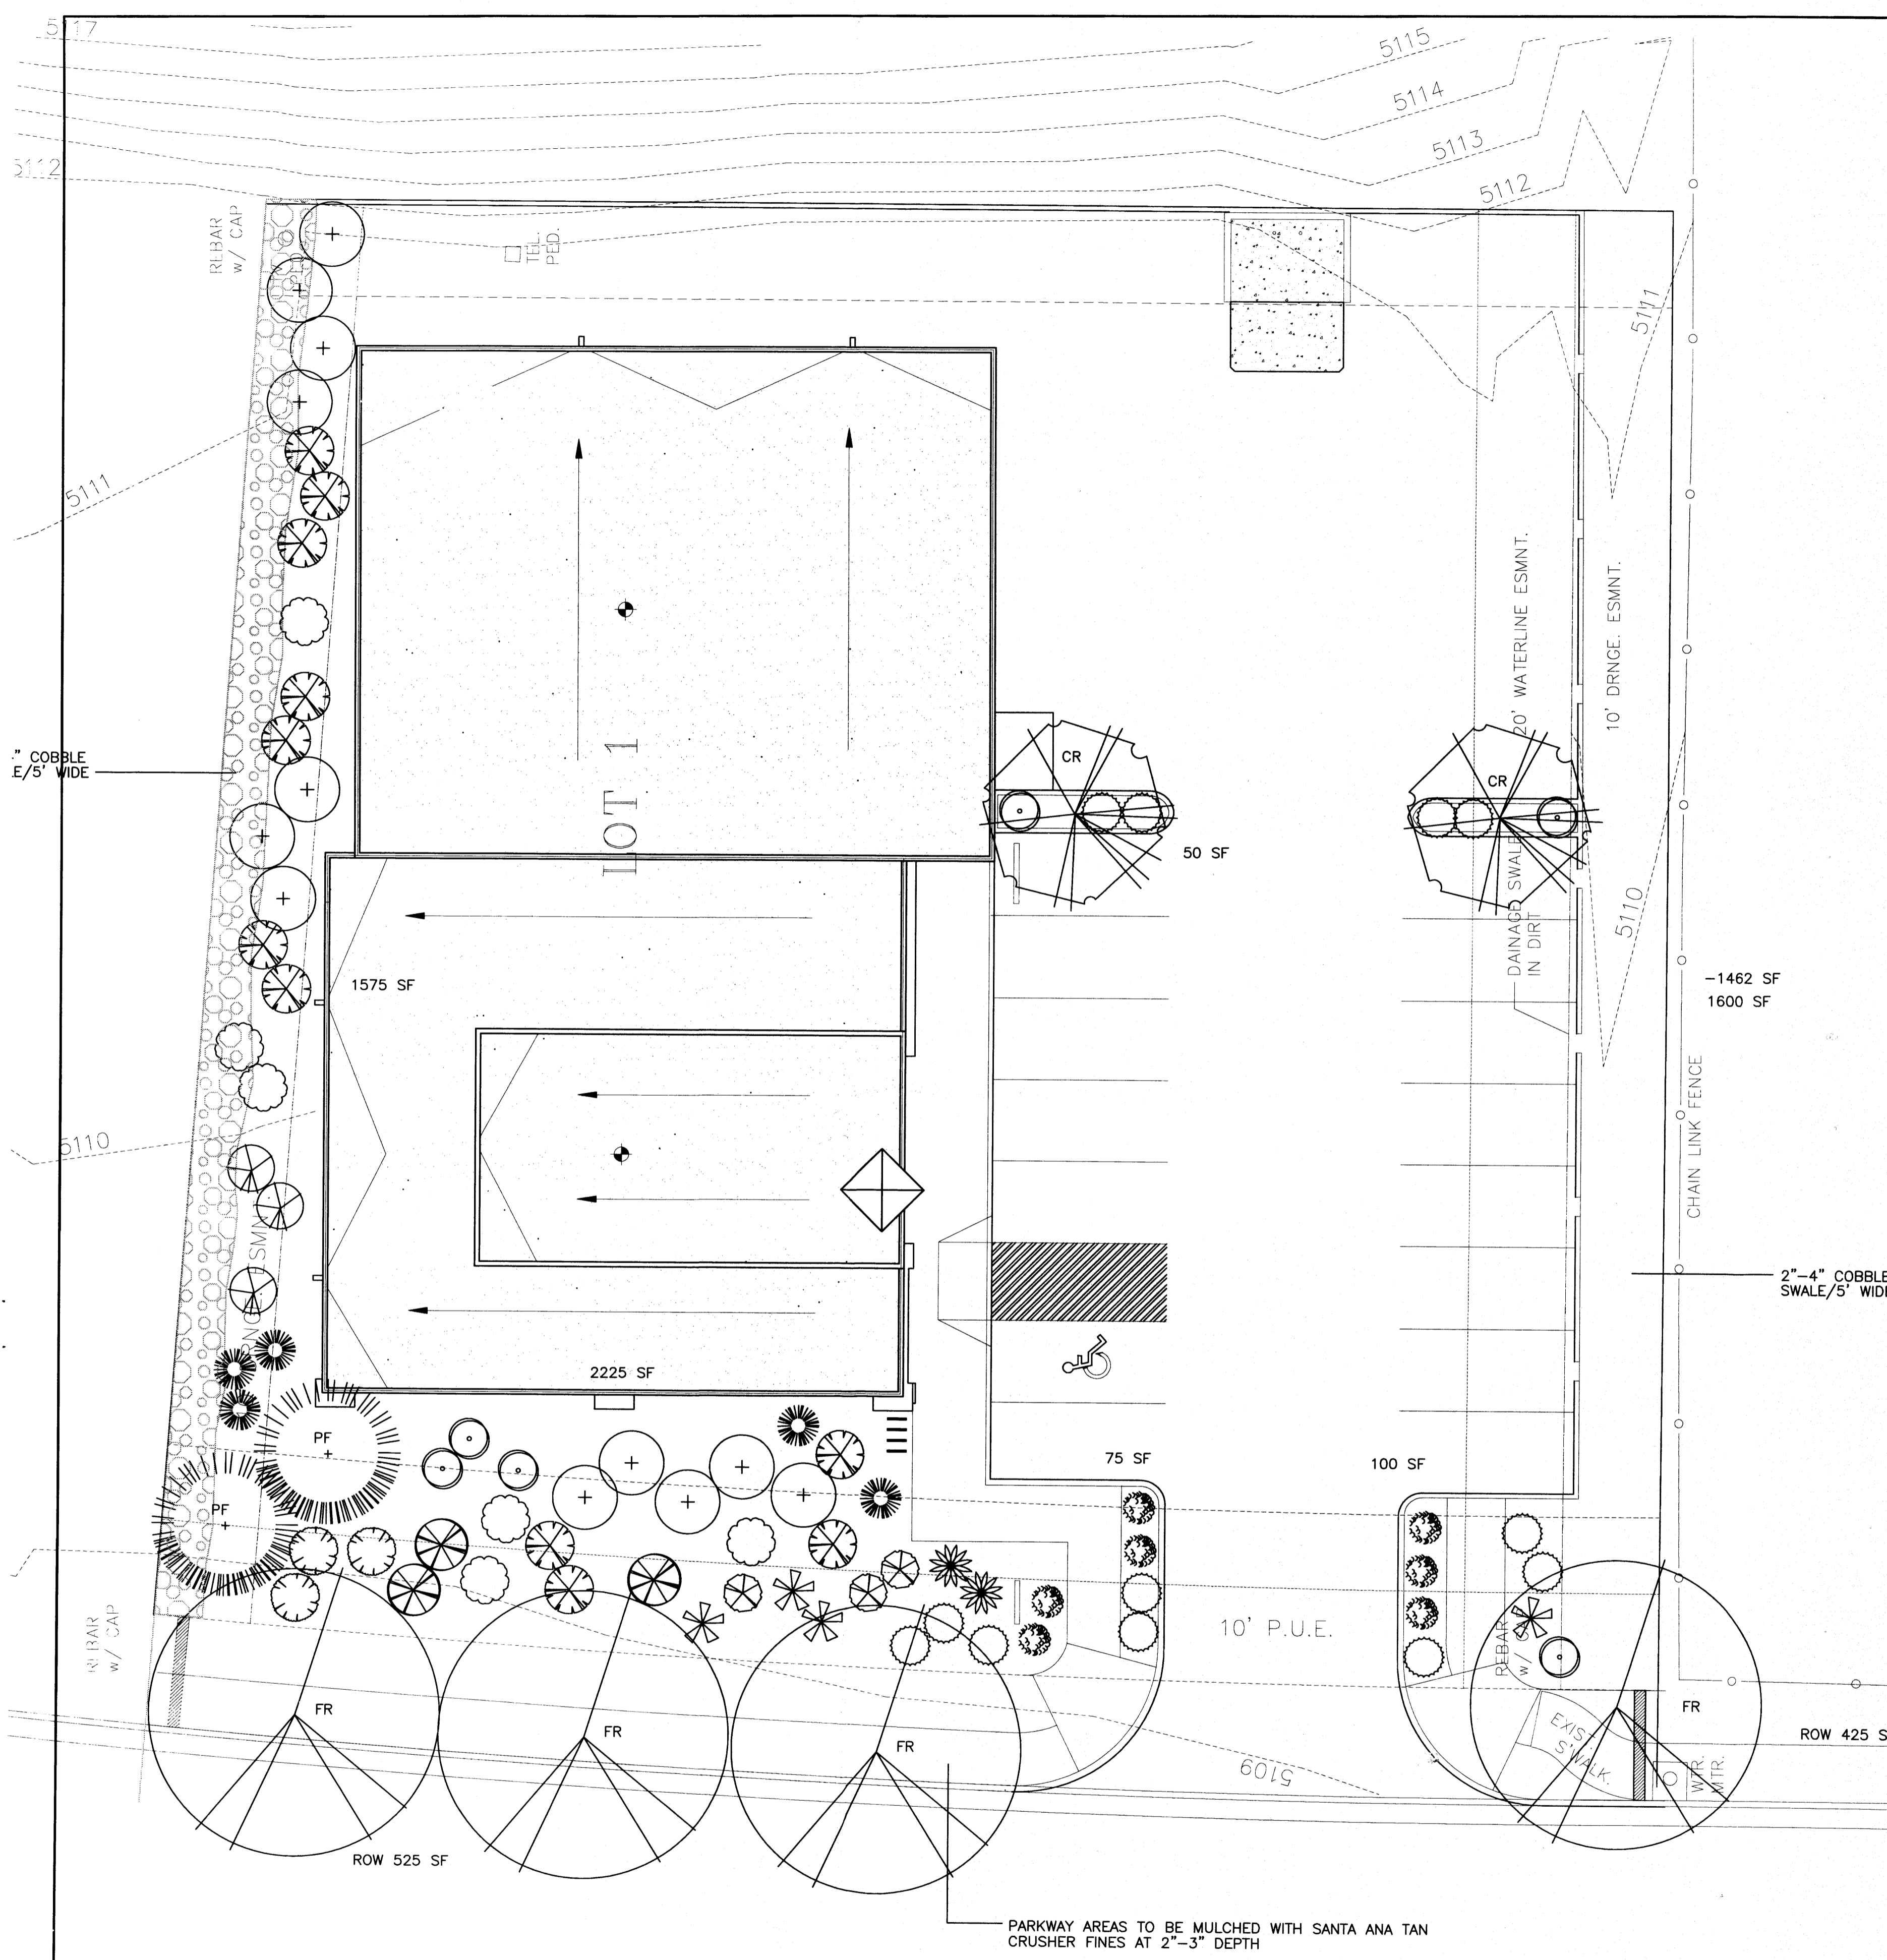 5117
5115
5114
5113
5112
5112
REBAR
w/ CAP
TEL.
PED.
5111
5111
20' WATERLINE ESMNT.
10' DRNGE. ESMNT.
" COBBLE
E/5' WIDE
LOT 1
CR
CR
50 SF
DAINAGE SWALE
IN DIRT
5110
1575 SF
-1462 SF
1600 SF
CHAIN LINK FENCE
5110
2"-4" COBBLE
SWALE/5' WID
2225 SF
PF
75 SF
100 SF
PF
REBAR
w/ CAP
10' P.U.E.
REBAR
w/
FR
FR
FR
FR
EXIST.
S'WALK.
ROW 425 S
WTR.
MTR.
5109
ROW 525 SF
PARKWAY AREAS TO BE MULCHED WITH SANTA ANA TAN
CRUSHER FINES AT 2"-3" DEPTH